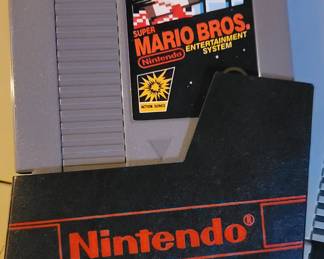 SUPER
MARIO BROS.
Nintendo ENTERTAINMENT
SYSTEM
ACTION SERIES
Nintendo®